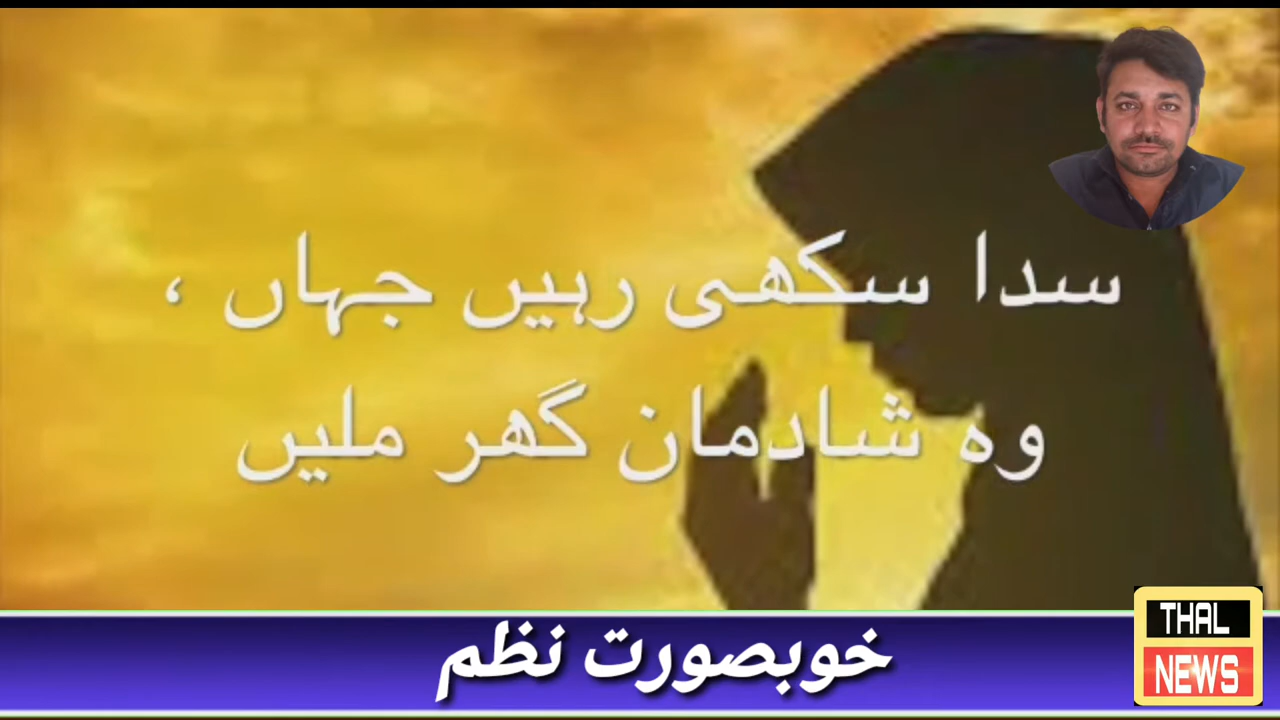 سدا سکھی رہیں جہاں ،
وہ شادمان گھر ملیں
خوبصورت نظم
THAL
NEWS